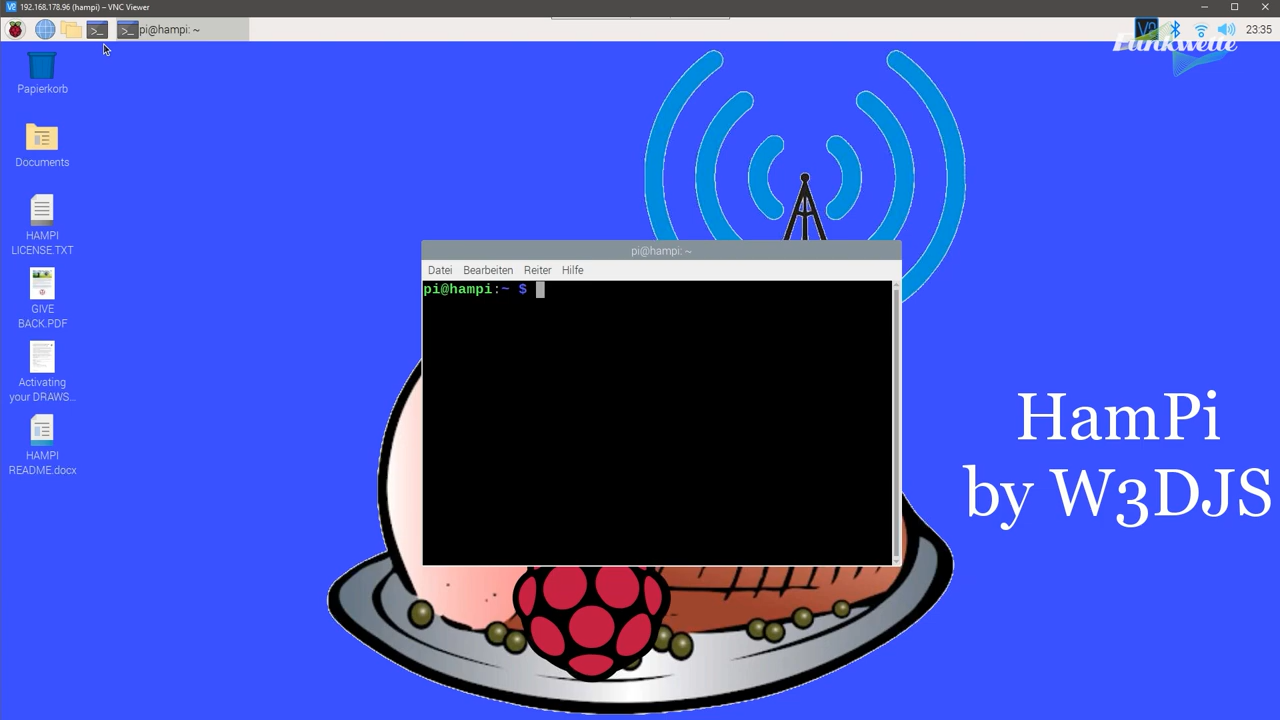 192.168.178.96 (hampi) - VNC Viewer
pi@hampi: ~
23:35
Funkwelle
Papierkorb
Documents
HAMPI
LICENSE.TXT
GIVE
BACK.PDF
Activating
your DRAWS...
HAMPI
README.docx
pi@hampi: ~
Datei Bearbeiten Reiter Hilfe
pi@hampi:~ $
HamPi
by W3DJS